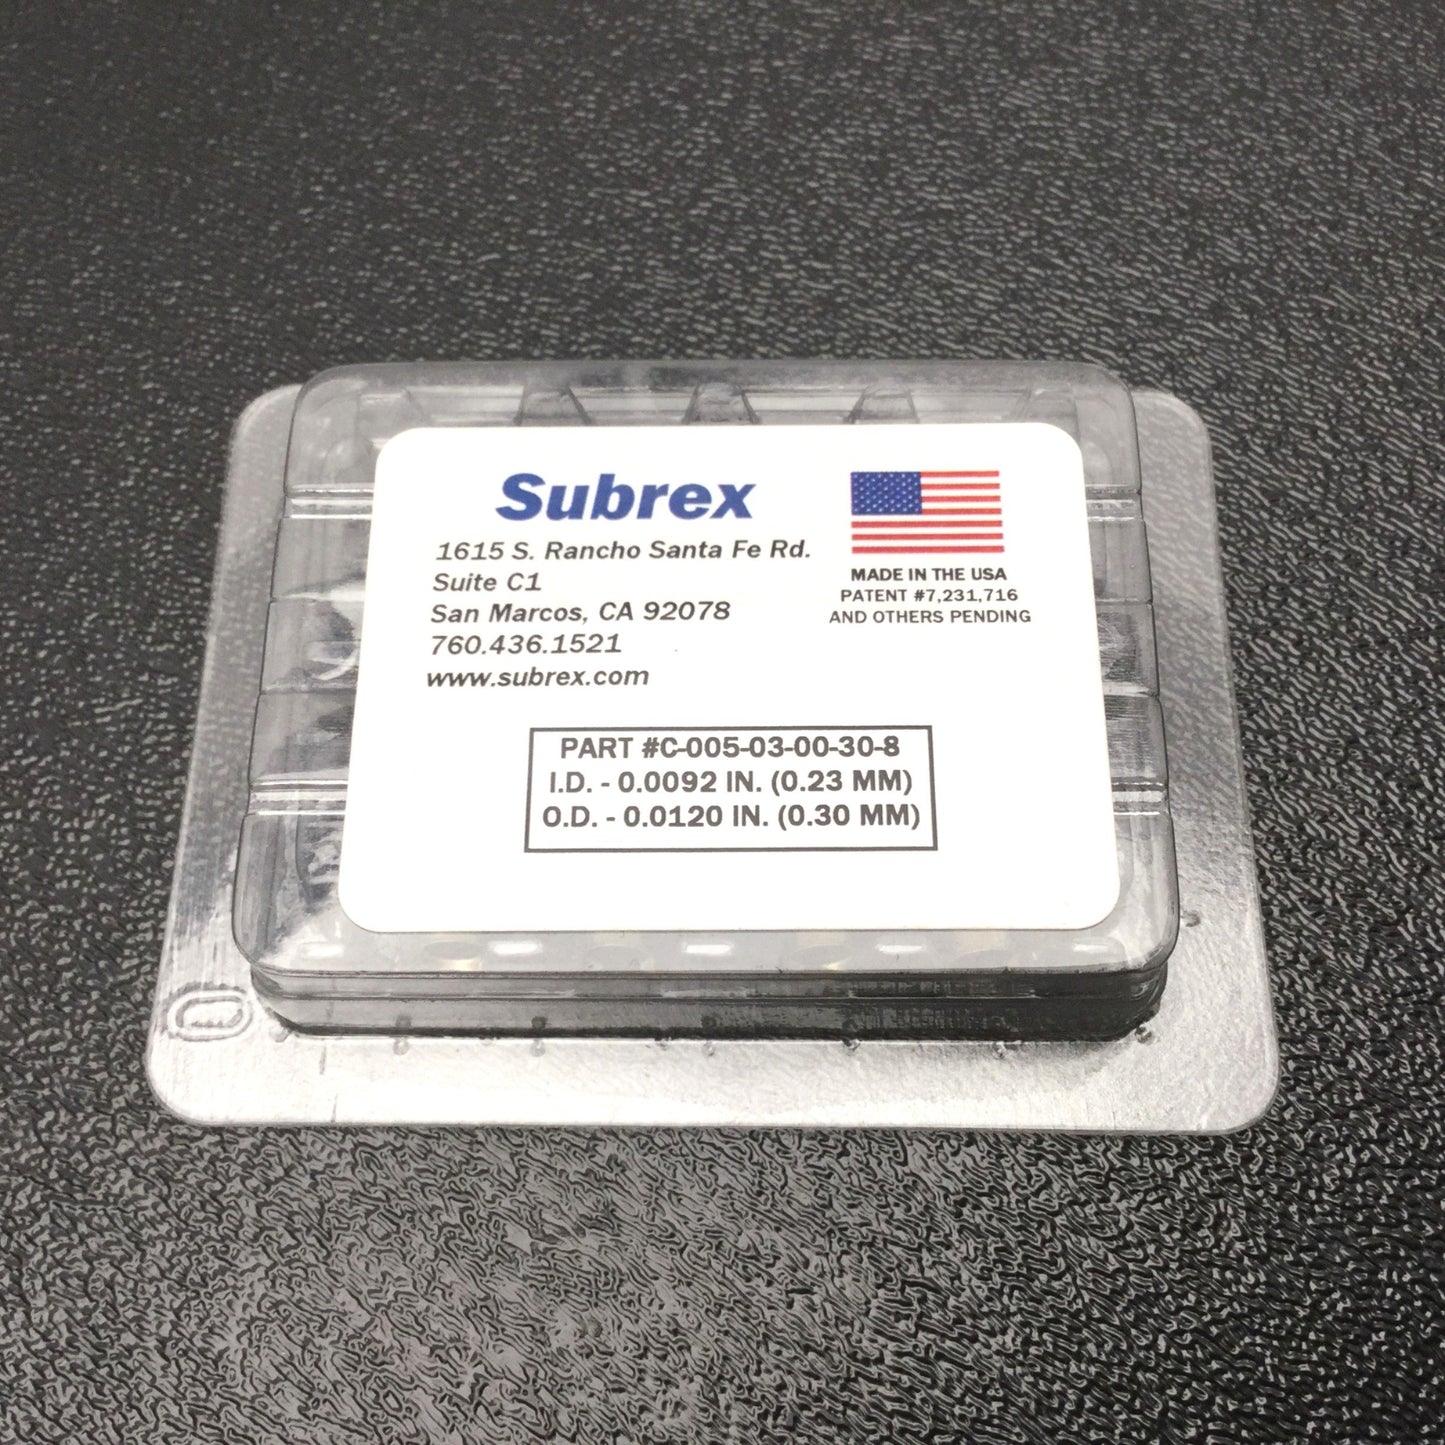 Subrex
1615 S. Rancho Santa Fe Rd.
Suite C1
San Marcos, CA 92078
760.436.1521
www.subrex.com
MADE IN THE USA
PATENT #7,231,716
AND OTHERS PENDING
PART #C-005-03-00-30-8
I.D. - 0.0092 IN. (0.23 MM)
O.D. - 0.0120 IN. (0.30 MM)